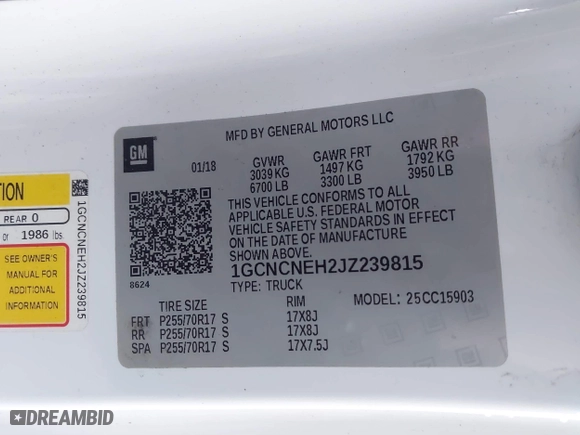 MFD BY GENERAL MOTORS LLC
GM
01/18
GVWR GAWR FRT GAWR RR
3039 KG 1497 KG 1792 KG
6700 LB 3300 LB 3950 LB
THIS VEHICLE CONFORMS TO ALL
APPLICABLE U.S. FEDERAL MOTOR
VEHICLE SAFETY STANDARDS IN EFFECT
ON THE DATE OF MANUFACTURE
SHOWN ABOVE.
1GCNCNEH2JZ239815
8624
TYPE: TRUCK
TIRE SIZE RIM MODEL: 25CC15903
FRT P255/70R17 S 17X8J
RR P255/70R17 S 17X8J
SPA P255/70R17 S 17X7.5J
REAR 0
or 1986 lbs.
SEE OWNER'S
MANUAL FOR
ADDITIONAL
INFORMATION
1GCNCNEH2JZ239815
DREAMBID